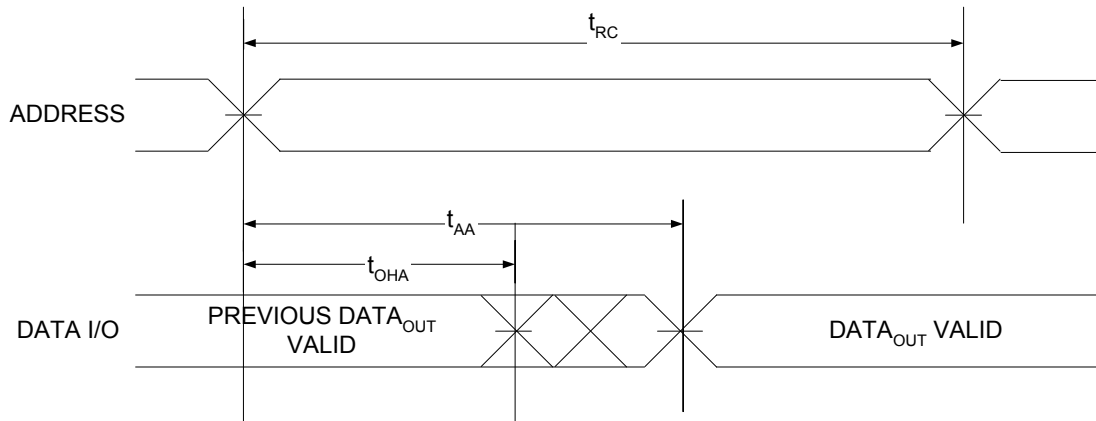 tRC
ADDRESS
tAA
tOHA
DATA I/O
PREVIOUS DATAOUT
VALID
DATAOUT VALID